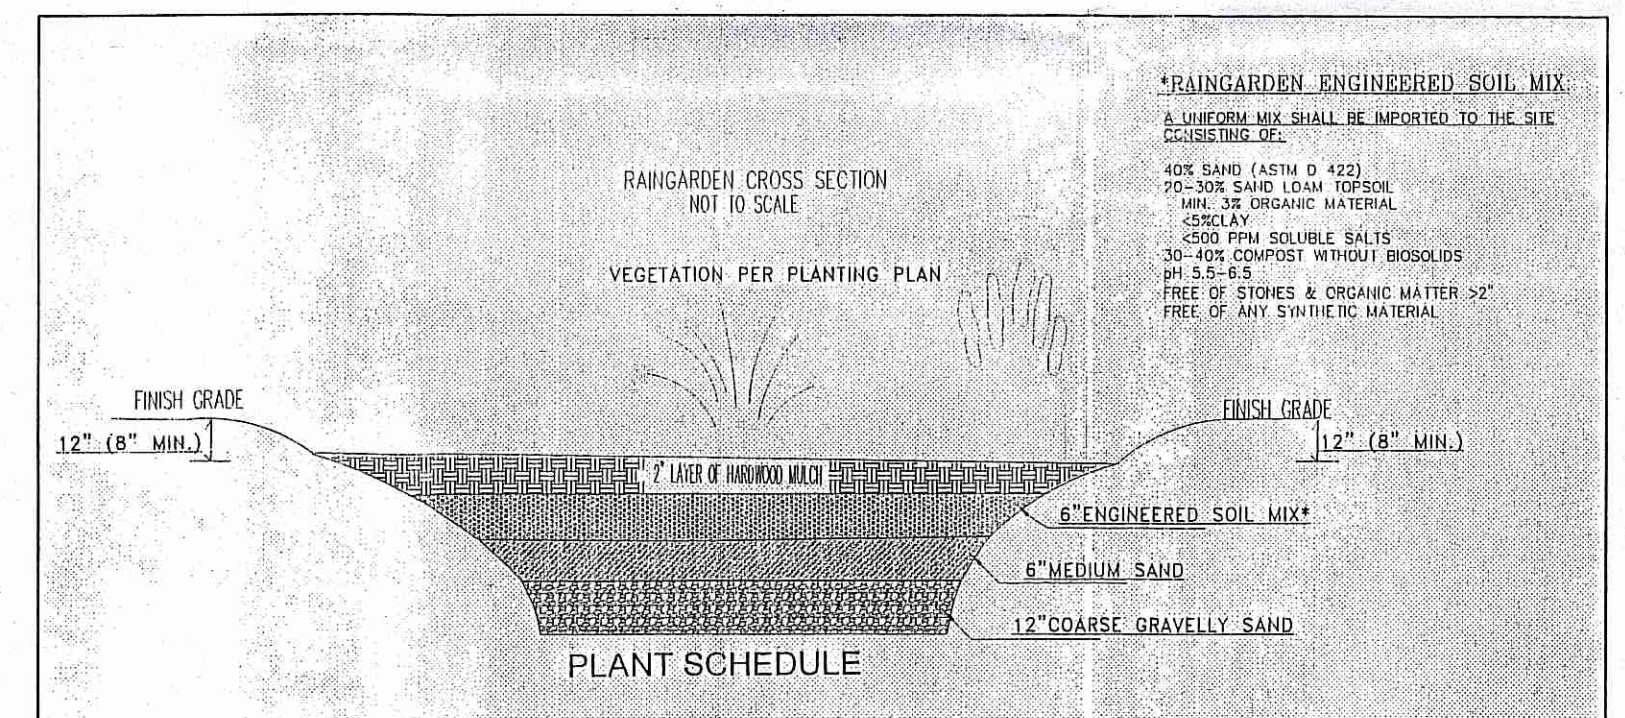 *RAINGARDEN ENGINEERED SOIL MIX:
A UNIFORM MIX SHALL BE IMPORTED TO THE SITE
CONSISTING OF:
40% SAND (ASTM D 422)
20-30% SAND LOAM TOPSOIL
MIN. 3% ORGANIC MATERIAL
<5%CLAY
<500 PPM SOLUBLE SALTS
30-40% COMPOST WITHOUT BIOSOLIDS
pH 5.5-6.5
FREE OF STONES & ORGANIC MATTER >2"
FREE OF ANY SYNTHETIC MATERIAL
RAINGARDEN CROSS SECTION
NOT TO SCALE
VEGETATION PER PLANTING PLAN
FINISH GRADE
12" (8" MIN.)
FINISH GRADE
12" (8" MIN.)
2" LAYER OF HARDWOOD MULCH
6"ENGINEERED SOIL MIX*
6"MEDIUM SAND
12"COARSE GRAVELLY SAND
PLANT SCHEDULE